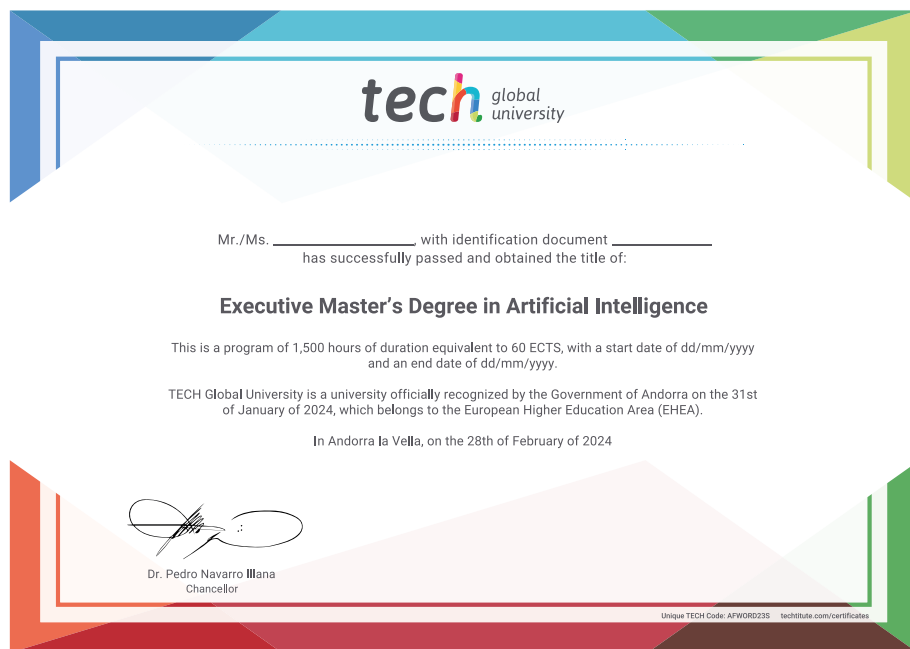 tech global university
Mr./Ms. ____________________, with identification document ______________
has successfully passed and obtained the title of:
Executive Master’s Degree in Artificial Intelligence
This is a program of 1,500 hours of duration equivalent to 60 ECTS, with a start date of dd/mm/yyyy
and an end date of dd/mm/yyyy.
TECH Global University is a university officially recognized by the Government of Andorra on the 31st
of January of 2024, which belongs to the European Higher Education Area (EHEA).
In Andorra la Vella, on the 28th of February of 2024
Dr. Pedro Navarro Illana
Chancellor
Unique TECH Code: AFWORD23S techtitute.com/certificates